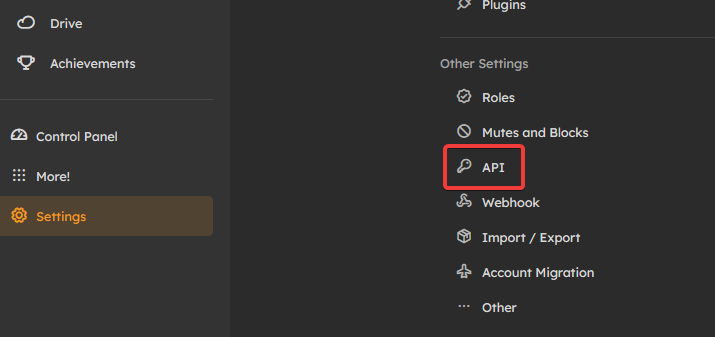 Drive
Achievements
Control Panel
More!
Settings
Plugins
Other Settings
Roles
Mutes and Blocks
API
Webhook
Import / Export
Account Migration
Other